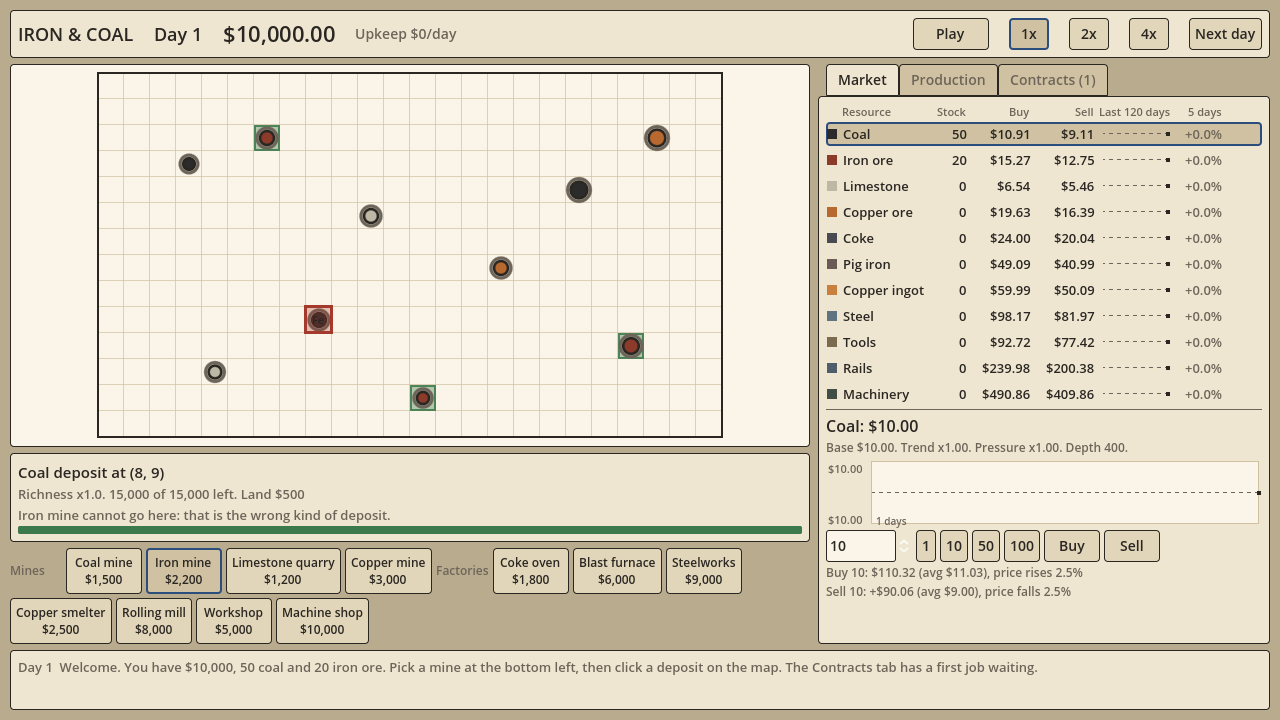 IRON & COAL Day 1 $10,000.00 Upkeep $0/day Play 1x 2x 4x Next day
Market Production Contracts (1)
Resource Stock Buy Sell Last 120 days 5 days
Coal 50 $10.91 $9.11 +0.0%
Iron ore 20 $15.27 $12.75 +0.0%
Limestone 0 $6.54 $5.46 +0.0%
Copper ore 0 $19.63 $16.39 +0.0%
Coke 0 $24.00 $20.04 +0.0%
Pig iron 0 $49.09 $40.99 +0.0%
Copper ingot 0 $59.99 $50.09 +0.0%
Steel 0 $98.17 $81.97 +0.0%
Tools 0 $92.72 $77.42 +0.0%
Rails 0 $239.98 $200.38 +0.0%
Machinery 0 $490.86 $409.86 +0.0%
Coal: $10.00
Base $10.00. Trend x1.00. Pressure x1.00. Depth 400.
$10.00
$10.00 1 days
10 1 10 50 100 Buy Sell
Buy 10: $110.32 (avg $11.03), price rises 2.5%
Sell 10: +$90.06 (avg $9.00), price falls 2.5%
Coal deposit at (8, 9)
Richness x1.0. 15,000 of 15,000 left. Land $500
Iron mine cannot go here: that is the wrong kind of deposit.
Mines
Coal mine
$1,500
Iron mine
$2,200
Limestone quarry
$1,200
Copper mine
$3,000
Factories
Coke oven
$1,800
Blast furnace
$6,000
Steelworks
$9,000
Copper smelter
$2,500
Rolling mill
$8,000
Workshop
$5,000
Machine shop
$10,000
Day 1 Welcome. You have $10,000, 50 coal and 20 iron ore. Pick a mine at the bottom left, then click a deposit on the map. The Contracts tab has a first job waiting.